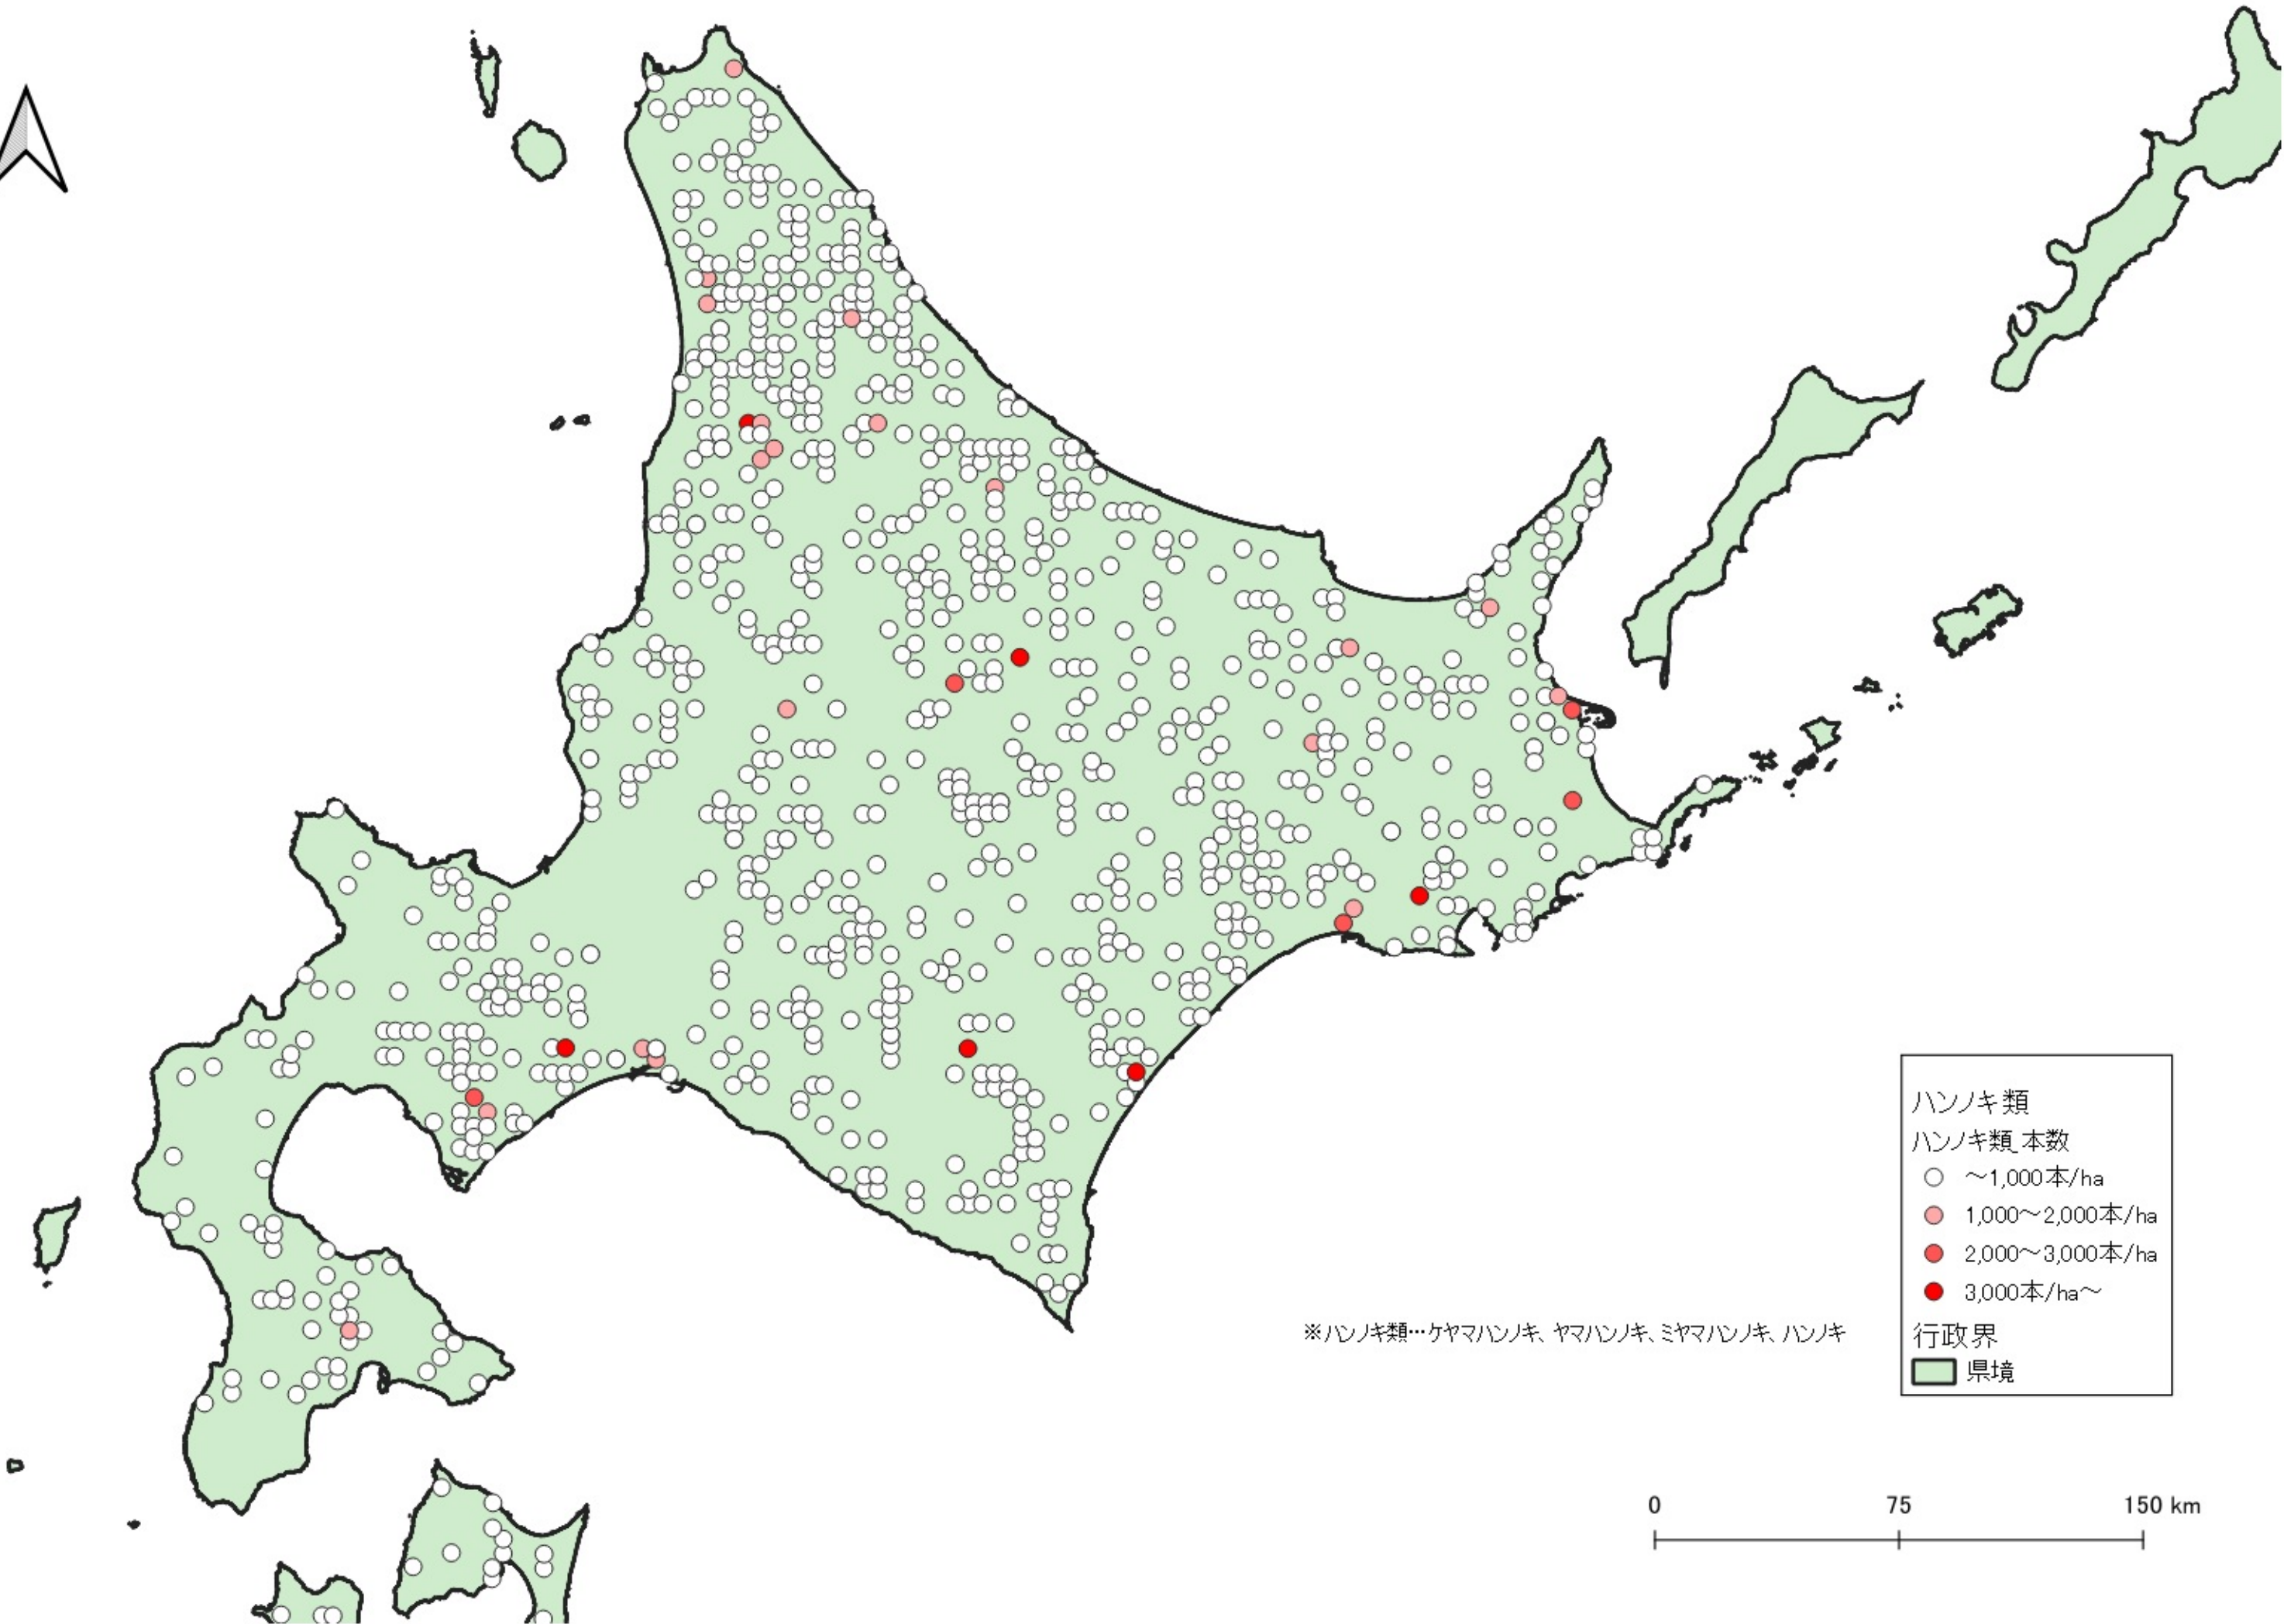 ハンノキ類
ハンノキ類_本数
～1,000本/ha
1,000～2,000本/ha
2,000～3,000本/ha
3,000本/ha～
行政界
県境
※ハンノキ類…ケヤマハンノキ、ヤマハンノキ、ミヤマハンノキ、ハンノキ
0 75 150 km